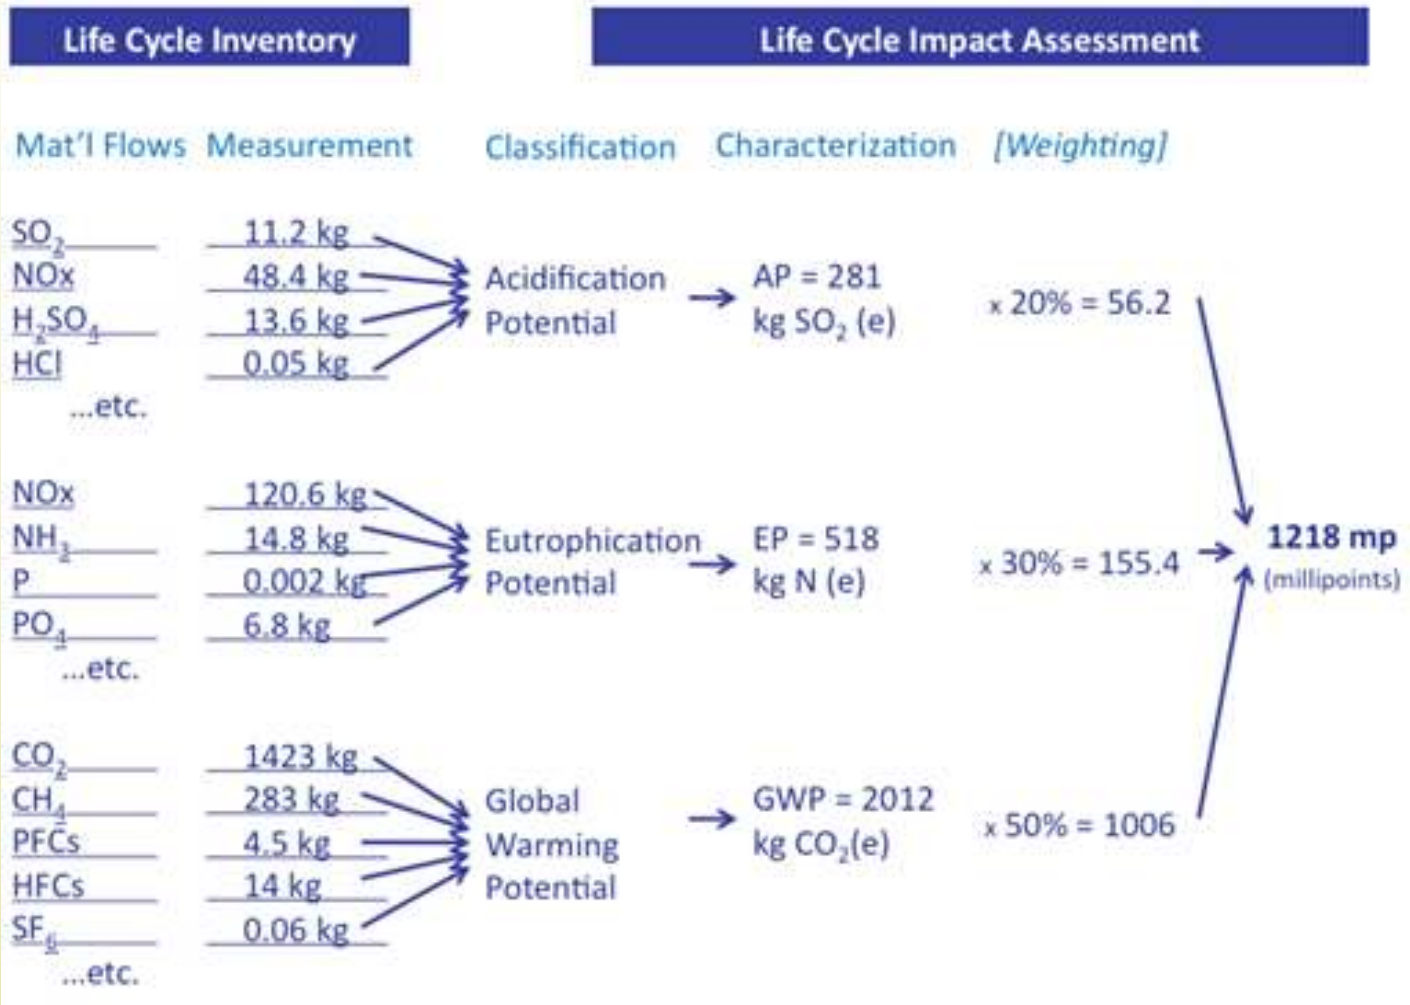 Life Cycle Inventory
Life Cycle Impact Assessment
Mat'l Flows Measurement Classification Characterization [Weighting]
SO₂ 11.2 kg
NOx 48.4 kg
H₂SO₄ 13.6 kg
HCl 0.05 kg
...etc.
Acidification
Potential
AP = 281
kg SO₂ (e)
x 20% = 56.2
NOx 120.6 kg
NH₃ 14.8 kg
P 0.002 kg
PO₄ 6.8 kg
...etc.
Eutrophication
Potential
EP = 518
kg N (e)
x 30% = 155.4
1218 mp
(millipoints)
CO₂ 1423 kg
CH₄ 283 kg
PFCs 4.5 kg
HFCs 14 kg
SF₆ 0.06 kg
...etc.
Global
Warming
Potential
GWP = 2012
kg CO₂(e)
x 50% = 1006